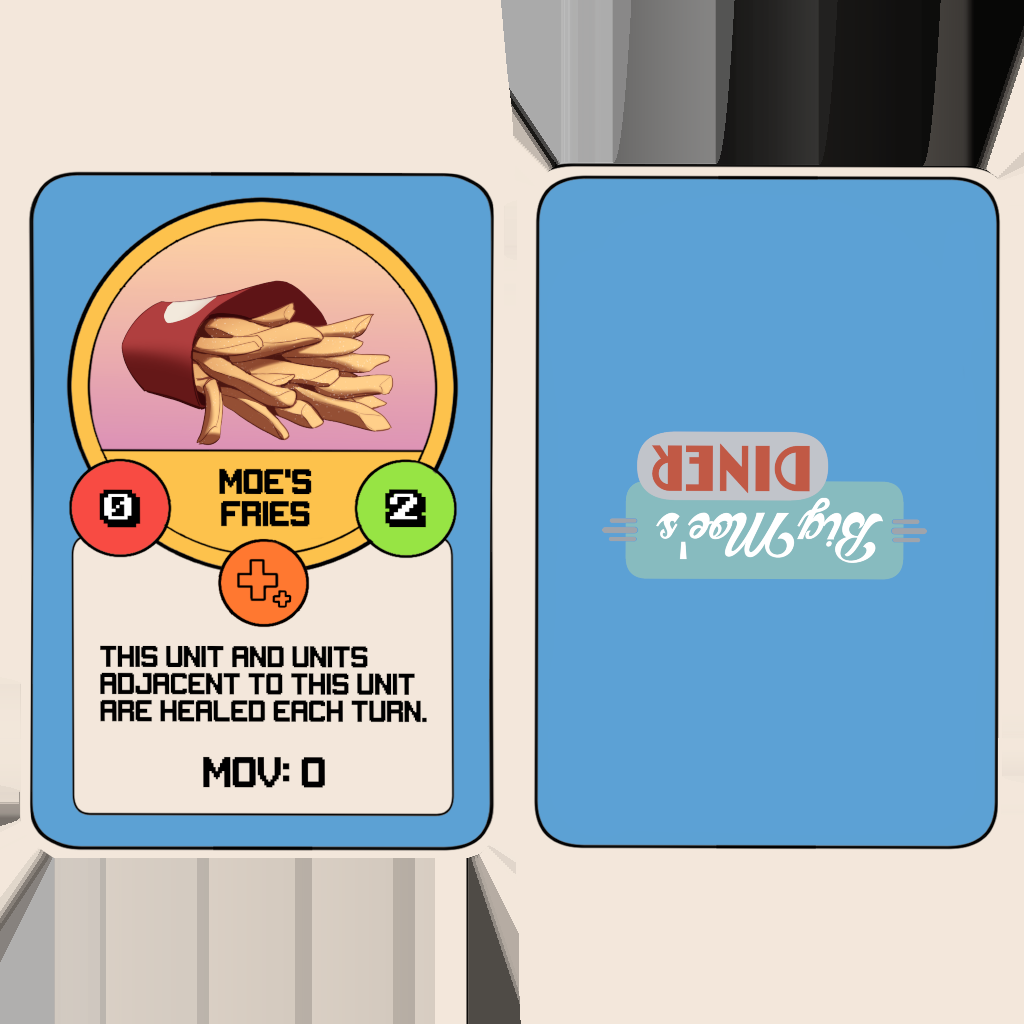 MOE'S
FRIES
0
2
THIS UNIT AND UNITS
ADJACENT TO THIS UNIT
ARE HEALED EACH TURN.
MOV: 0
Big Moe's
DINER